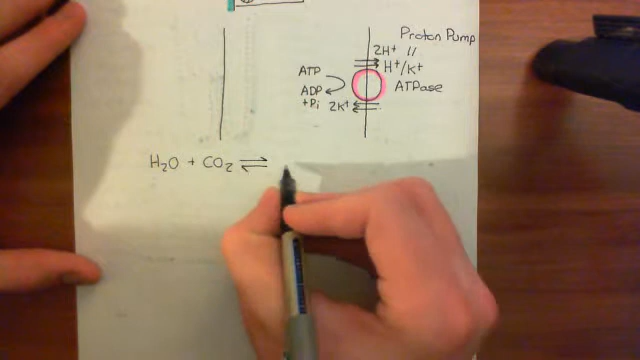 Proton Pump
2H⁺ //
H⁺/K⁺
ATPase
ATP
ADP
+Pi
2K⁺
H₂O + CO₂ ⇌